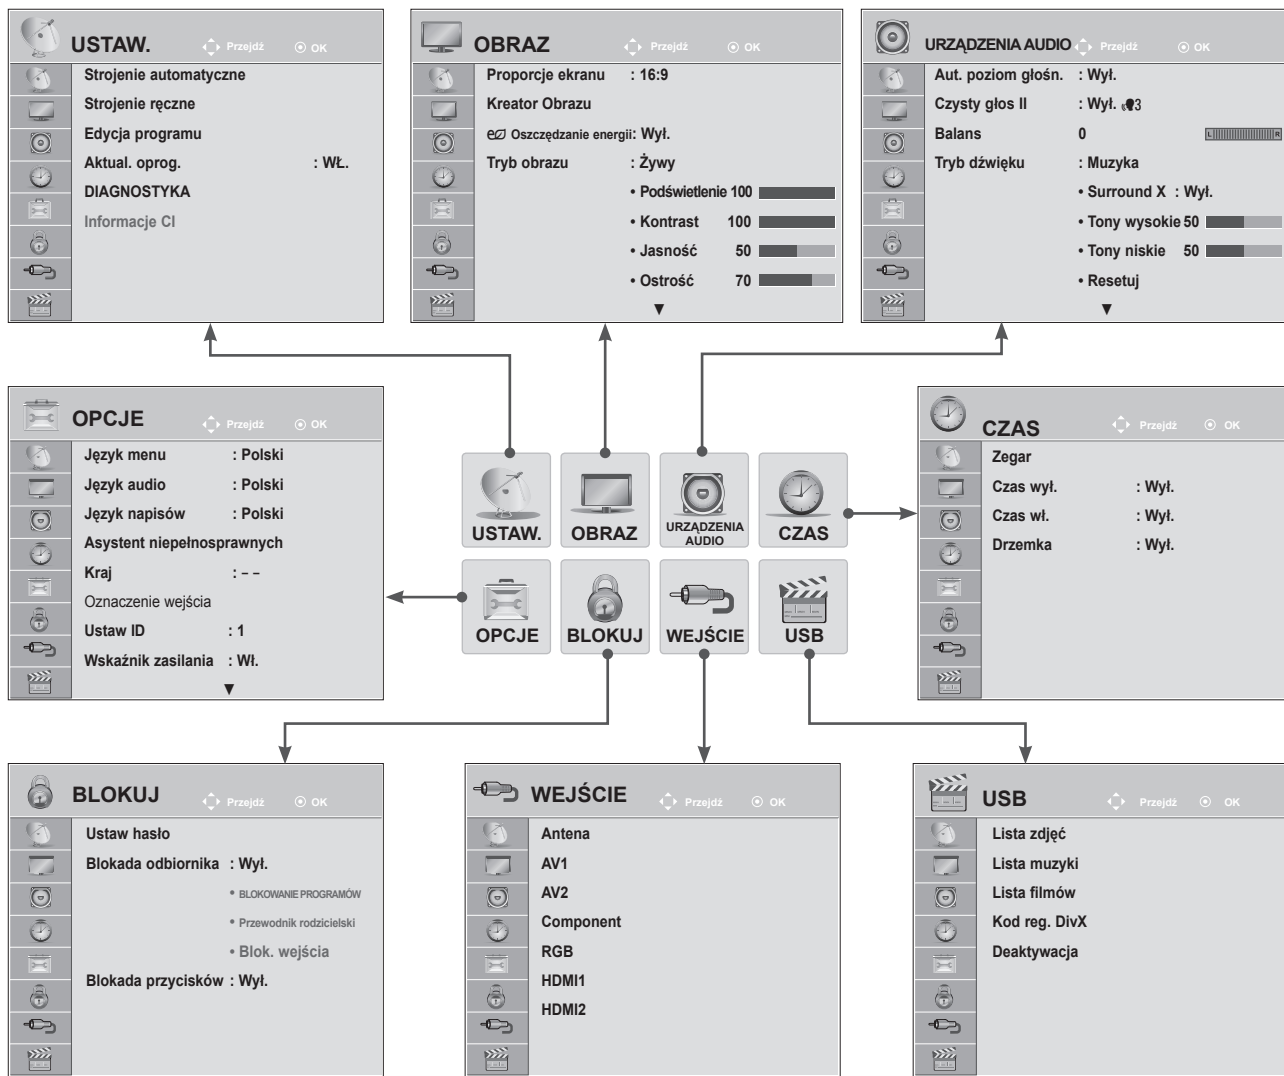 USTAW.
Przejdź OK
Strojenie automatyczne
Strojenie ręczne
Edycja programu
Aktual. oprog. : WŁ.
DIAGNOSTYKA
Informacje CI
OBRAZ
Przejdź OK
Proporcje ekranu : 16:9
Kreator Obrazu
Oszczędzanie energii: Wył.
Tryb obrazu : Żywy
• Podświetlenie 100
• Kontrast 100
• Jasność 50
• Ostrość 70
▼
URZĄDZENIA AUDIO
Przejdź OK
Aut. poziom głośn. : Wył.
Czysty głos II : Wył. 3
Balans 0 L R
Tryb dźwięku : Muzyka
• Surround X : Wył.
• Tony wysokie 50
• Tony niskie 50
• Resetuj
▼
OPCJE
Przejdź OK
Język menu : Polski
Język audio : Polski
Język napisów : Polski
Asystent niepełnosprawnych
Kraj : – –
Oznaczenie wejścia
Ustaw ID : 1
Wskaźnik zasilania : Wł.
▼
USTAW.
OBRAZ
URZĄDZENIA
AUDIO
CZAS
OPCJE
BLOKUJ
WEJŚCIE
USB
CZAS
Przejdź OK
Zegar
Czas wył. : Wył.
Czas wł. : Wył.
Drzemka : Wył.
BLOKUJ
Przejdź OK
Ustaw hasło
Blokada odbiornika : Wył.
• BLOKOWANIE PROGRAMÓW
• Przewodnik rodzicielski
• Blok. wejścia
Blokada przycisków : Wył.
WEJŚCIE
Przejdź OK
Antena
AV1
AV2
Component
RGB
HDMI1
HDMI2
USB
Przejdź OK
Lista zdjęć
Lista muzyki
Lista filmów
Kod reg. DivX
Deaktywacja